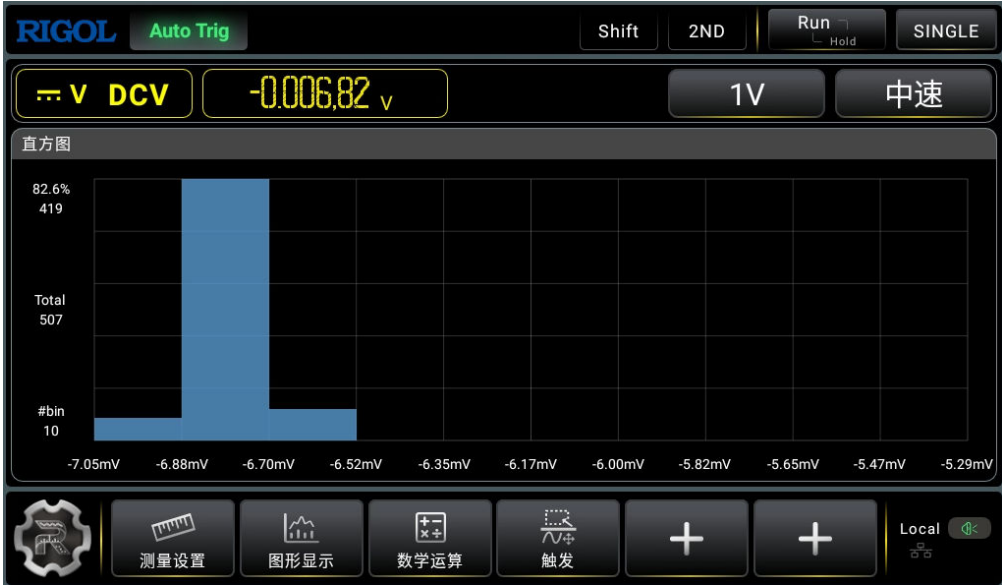 RIGOL Auto Trig Shift 2ND Run Hold SINGLE
V DCV -0.006,82 V 1V 中速
直方图
82.6%
419
Total
507
#bin
10
-7.05mV -6.88mV -6.70mV -6.52mV -6.35mV -6.17mV -6.00mV -5.82mV -5.65mV -5.47mV -5.29mV
测量设置 图形显示 数学运算 触发 Local